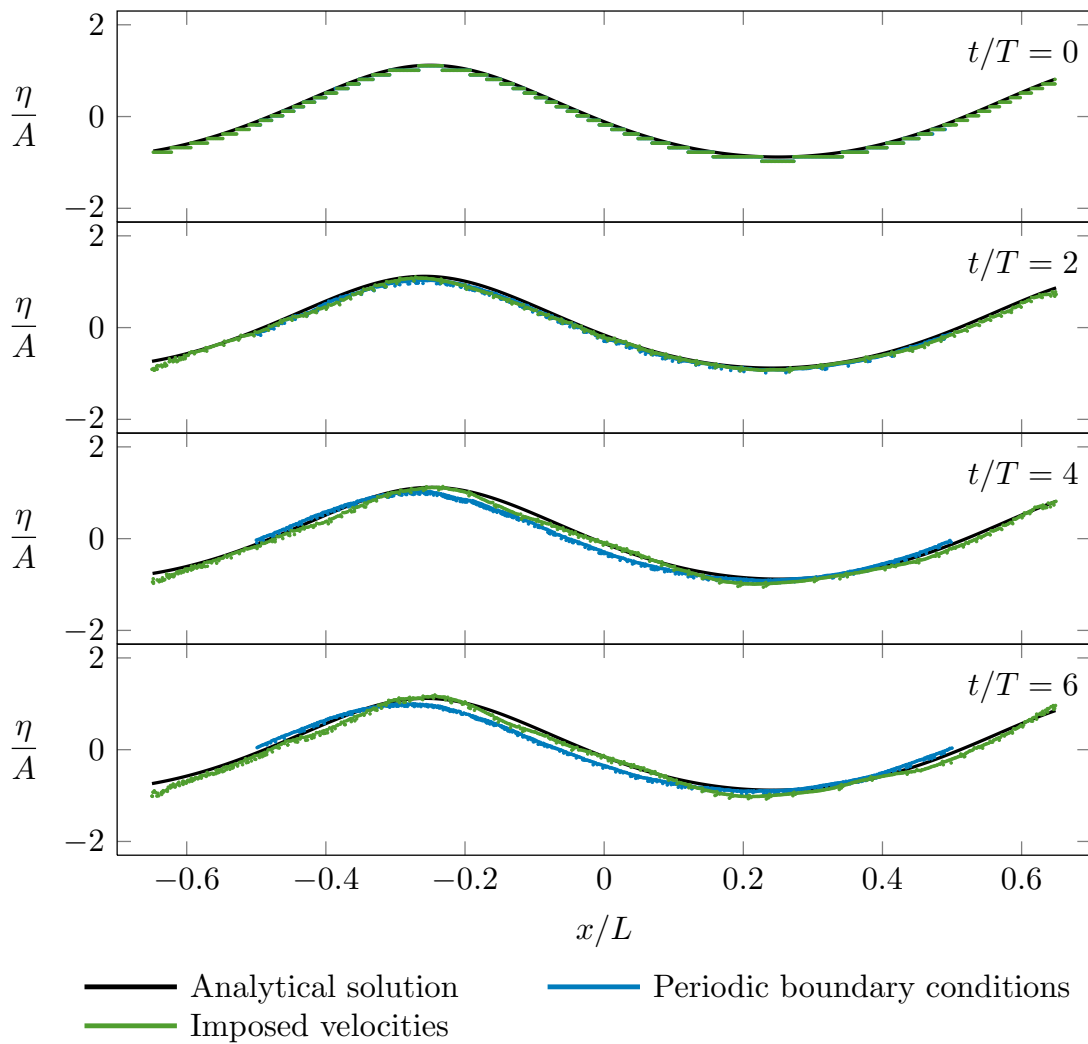 2
t/T = 0
η
A
0
−2
2
t/T = 2
η
A
0
−2
2
t/T = 4
η
A
0
−2
2
t/T = 6
η
A
0
−2
−0.6 −0.4 −0.2 0 0.2 0.4 0.6
x/L
Analytical solution Periodic boundary conditions
Imposed velocities